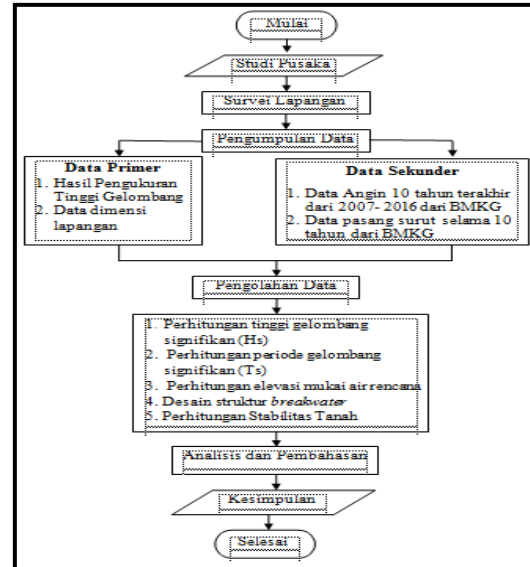 Mulai
Studi Pusaka
Survei Lapangan
Pengumpulan Data
Data Primer
1. Hasil Pengukuran
Tinggi Gelombang
2. Data dimensi
lapangan
Data Sekunder
1. Data Angin 10 tahun terakhir
dari 2007- 2016 dari BMKG
2. Data pasang surut selama 10
tahun dari BMKG
Pengolahan Data
1. Perhitungan tinggi gelombang
signifikan (Hs)
2. Perhitungan periode gelombang
signifikan (Ts)
3. Perhitungan elevasi mukai air rencana
4. Desain struktur breakwater
5. Perhitungan Stabilitas Tanah
Analisis dan Pembahasan
Kesimpulan
Selesai